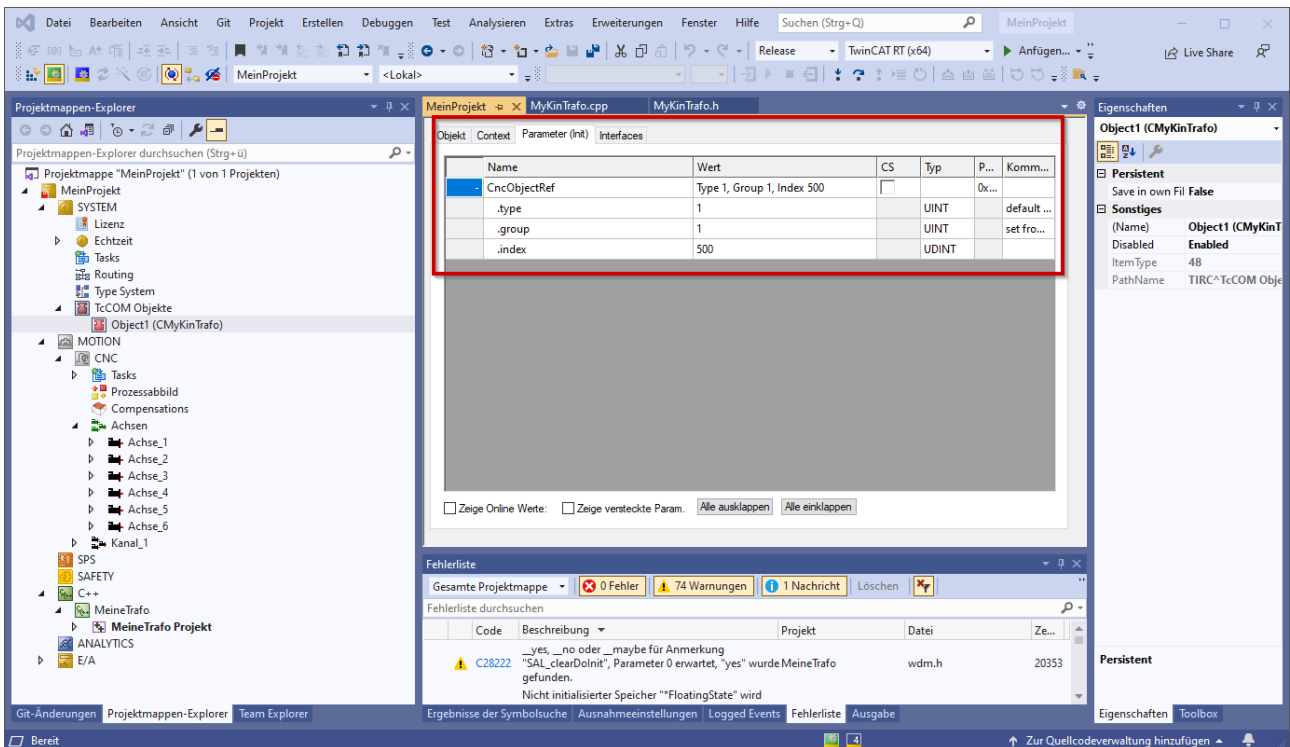 Datei Bearbeiten Ansicht Git Projekt Erstellen Debuggen Test Analysieren Extras Erweiterungen Fenster Hilfe Suchen (Strg+Q) MeinProjekt
Release TwinCAT RT (x64) Anfügen... Live Share
MeinProjekt <Lokal>
Projektmappen-Explorer
Projektmappen-Explorer durchsuchen (Strg+ü)
Projektmappe "MeinProjekt" (1 von 1 Projekten)
MeinProjekt
SYSTEM
Lizenz
Echtzeit
Tasks
Routing
Type System
TcCOM Objekte
Object1 (CMyKinTrafo)
MOTION
CNC
Tasks
Prozessabbild
Compensations
Achsen
Achse_1
Achse_2
Achse_3
Achse_4
Achse_5
Achse_6
Kanal_1
SPS
SAFETY
C++
MeineTrafo
MeineTrafo Projekt
ANALYTICS
E/A
Git-Änderungen Projektmappen-Explorer Team Explorer
MeinProjekt MyKinTrafo.cpp MyKinTrafo.h
Objekt Context Parameter (Init) Interfaces
Name Wert CS Typ P... Komm...
- CncObjectRef Type 1, Group 1, Index 500 0x...
.type 1 UINT default ...
.group 1 UINT set fro...
.index 500 UDINT
Zeige Online Werte: Zeige versteckte Param. Alle ausklappen Alle einklappen
Fehlerliste
Gesamte Projektmappe 0 Fehler 74 Warnungen 1 Nachricht Löschen
Fehlerliste durchsuchen
Code Beschreibung Projekt Datei Ze...
__yes, __no oder __maybe für Anmerkung
C28222 "SAL_clearDoInit", Parameter 0 erwartet, "yes" wurde MeineTrafo wdm.h 20353
gefunden.
Nicht initialisierter Speicher "*FloatingState" wird
Ergebnisse der Symbolsuche Ausnahmeeinstellungen Logged Events Fehlerliste Ausgabe
Eigenschaften
Object1 (CMyKinTrafo)
Persistent
Save in own Fil False
Sonstiges
(Name) Object1 (CMyKinT
Disabled Enabled
ItemType 48
PathName TIRC^TcCOM Obje
Persistent
Eigenschaften Toolbox
Bereit 4 Zur Quellcodeverwaltung hinzufügen